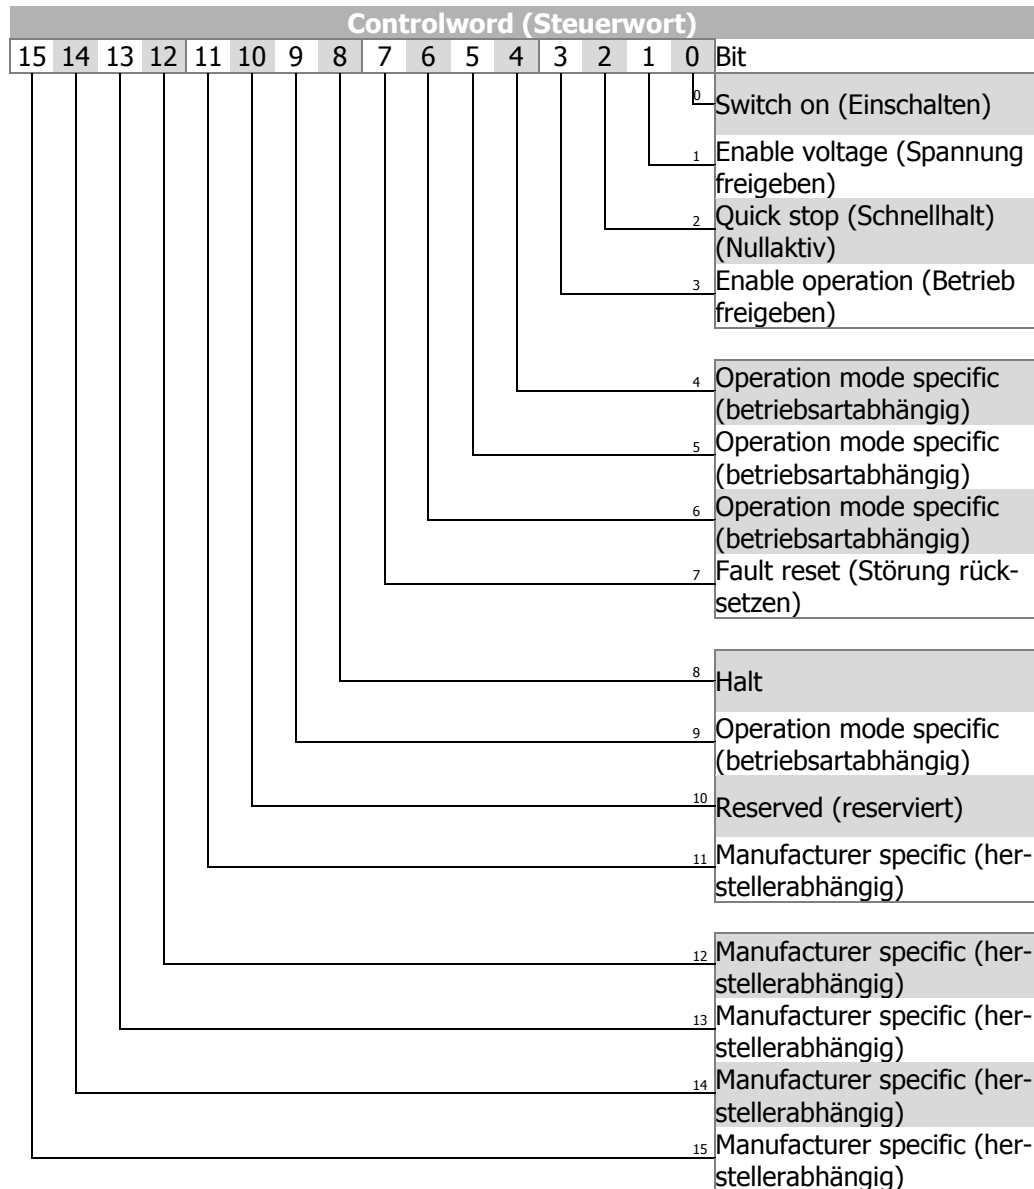 Controlword (Steuerwort)
15 14 13 12 11 10 9 8 7 6 5 4 3 2 1 0 Bit
0 Switch on (Einschalten)
1 Enable voltage (Spannung
freigeben)
2 Quick stop (Schnellhalt)
(Nullaktiv)
3 Enable operation (Betrieb
freigeben)
4 Operation mode specific
(betriebsartabhängig)
5 Operation mode specific
(betriebsartabhängig)
6 Operation mode specific
(betriebsartabhängig)
7 Fault reset (Störung rück-
setzen)
8 Halt
9 Operation mode specific
(betriebsartabhängig)
10 Reserved (reserviert)
11 Manufacturer specific (her-
stellerabhängig)
12 Manufacturer specific (her-
stellerabhängig)
13 Manufacturer specific (her-
stellerabhängig)
14 Manufacturer specific (her-
stellerabhängig)
15 Manufacturer specific (her-
stellerabhängig)